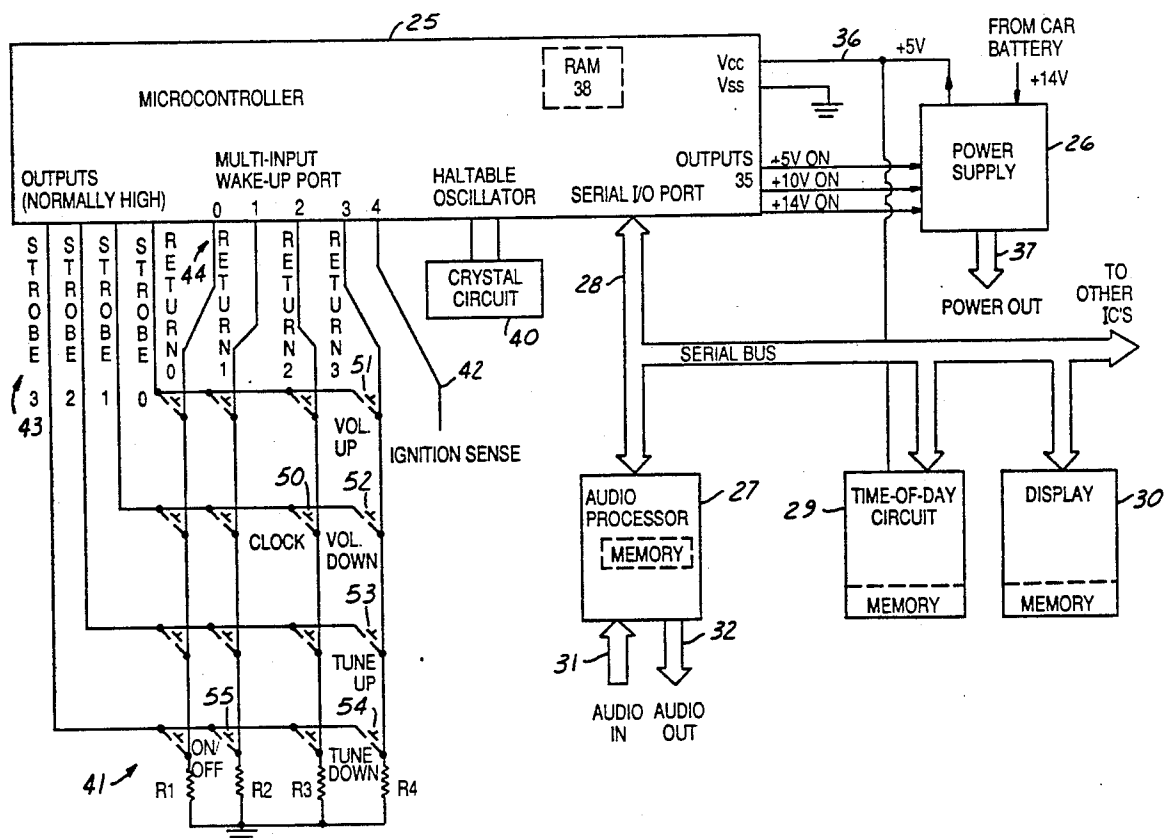 25
FROM CAR
BATTERY
36
+5V
+14V
RAM
38
Vcc
Vss
MICROCONTROLLER
POWER
SUPPLY
26
MULTI-INPUT
WAKE-UP PORT
OUTPUTS
35
+5V ON
+10V ON
+14V ON
OUTPUTS
(NORMALLY HIGH)
HALTABLE
OSCILLATOR
SERIAL I/O PORT
0 1 2 3 4
STROBE 3
STROBE 2
STROBE 1
STROBE 0
RETURN 0
44
RETURN 1
RETURN 2
RETURN 3
43
CRYSTAL
CIRCUIT
40
28
37
POWER OUT
TO
OTHER
IC'S
SERIAL BUS
42
IGNITION SENSE
51
VOL.
UP
50
CLOCK
52
VOL.
DOWN
53
TUNE
UP
55
ON/
OFF
54
TUNE
DOWN
41
R1
R2
R3
R4
AUDIO
PROCESSOR
MEMORY
27
31
32
AUDIO
IN
AUDIO
OUT
29
TIME-OF-DAY
CIRCUIT
MEMORY
DISPLAY
MEMORY
30